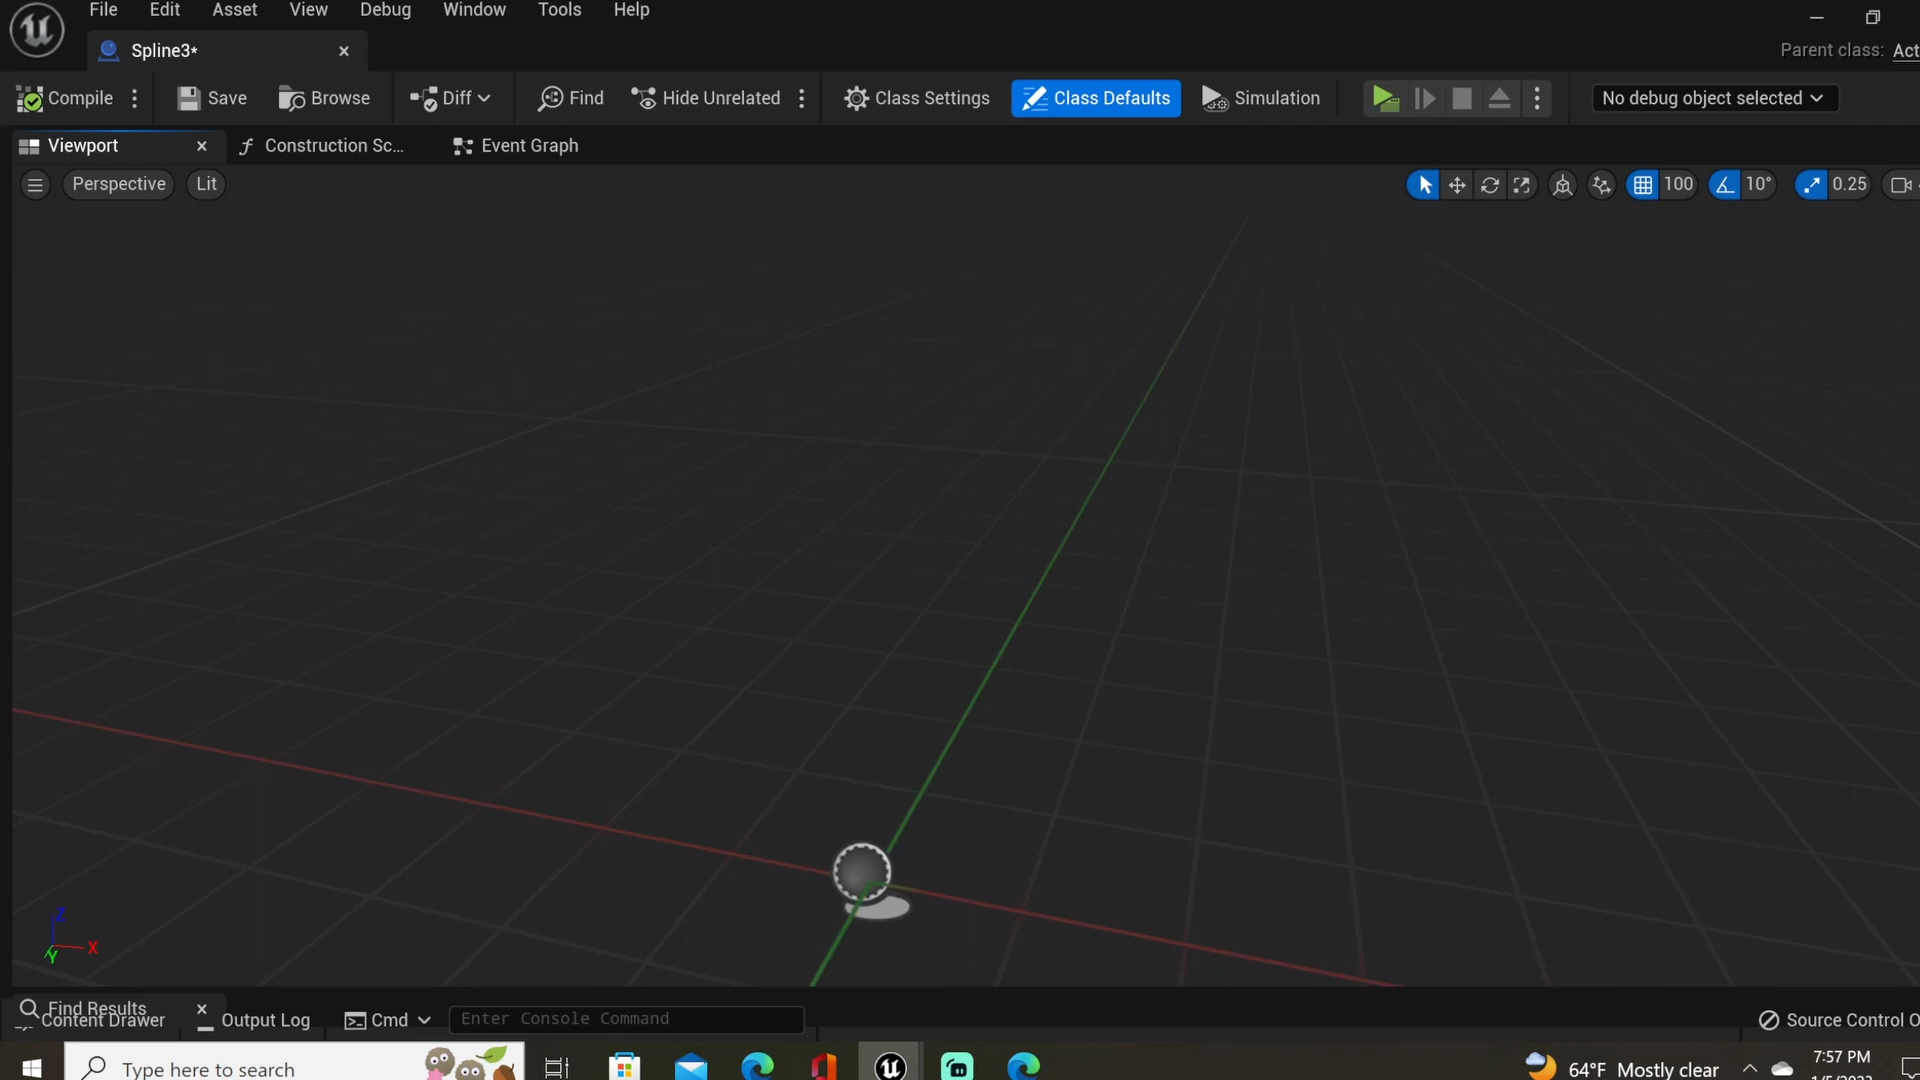 File Edit Asset View Debug Window Tools Help
Spline3*
Parent class: Act
Compile Save Browse Diff Find Hide Unrelated Class Settings Class Defaults Simulation No debug object selected
Viewport Construction Sc... Event Graph
Perspective Lit 100 10° 0.25
Z
X
Y
Find Results
Content Drawer Output Log Cmd Enter Console Command Source Control O
Type here to search 64°F Mostly clear 7:57 PM